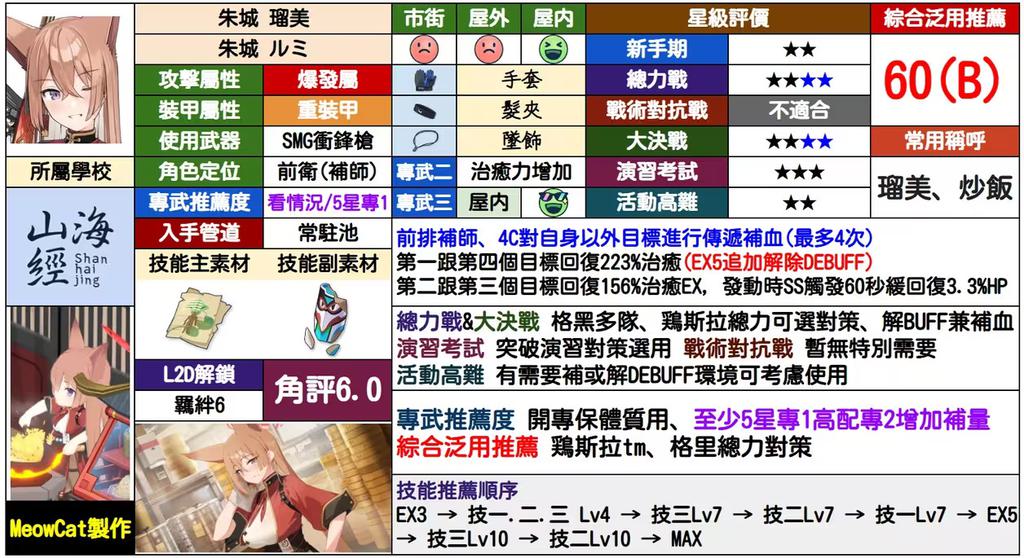 朱城 瑠美
市街 屋外 屋内
星級評價
綜合泛用推薦
朱城 ルミ
新手期 ★★
60(B)
攻擊屬性 爆發屬
手套
總力戰 ★★★★
裝甲屬性 重裝甲
髮夾
戰術對抗戰 不適合
使用武器 SMG衝鋒槍
墜飾
大決戰 ★★★★
常用稱呼
所屬學校
角色定位 前衛(補師)
專武二 治癒力增加
演習考試 ★★★
瑠美、炒飯
專武推薦度 看情況/5星專1
專武三 屋内
活動高難 ★★
山海經
Shan
hai
jing
入手管道 常駐池
技能主素材 技能副素材
前排補師、4C對自身以外目標進行傳遞補血(最多4次)
第一跟第四個目標回復223%治癒(EX5追加解除DEBUFF)
第二跟第三個目標回復156%治癒EX, 發動時SS觸發60秒緩回復3.3%HP
總力戰&大決戰 格黑多隊、鶏斯拉總力可選對策、解BUFF兼補血
演習考試 突破演習對策選用 戰術對抗戰 暫無特別需要
活動高難 有需要補或解DEBUFF環境可考慮使用
L2D解鎖
羈絆6
角評6.0
專武推薦度 開專保體質用、至少5星專1高配專2增加補量
綜合泛用推薦 鶏斯拉tm、格里總力對策
技能推薦順序
EX3 → 技一.二.三 Lv4 → 技三Lv7 → 技二Lv7 → 技一Lv7 → EX5
→ 技三Lv10 → 技二Lv10 → MAX
MeowCat製作